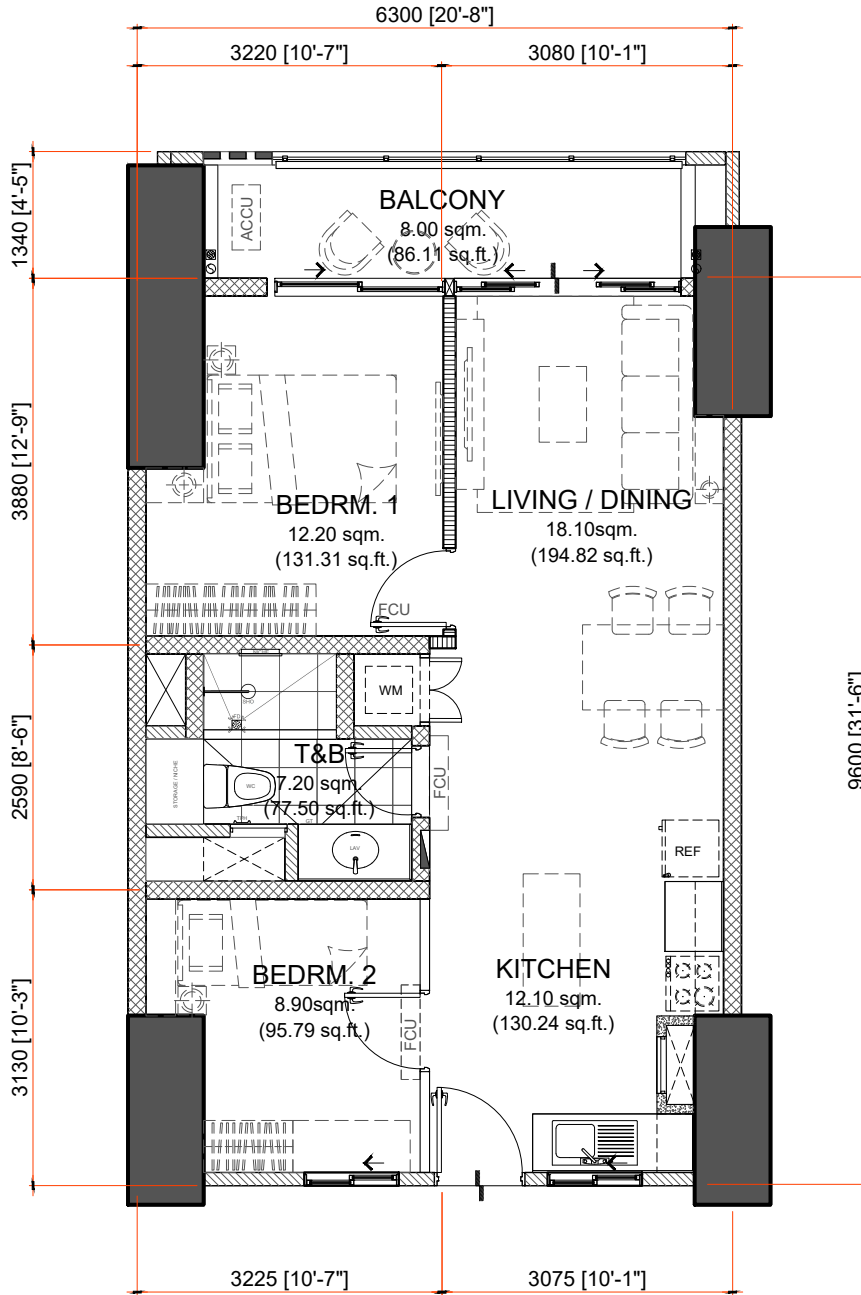 6300 [20'-8"]
3220 [10'-7"]
3080 [10'-1"]
1340 [4'-5"]
BALCONY
8.00 sqm.
(86.11 sq.ft.)
ACCU
3880 [12'-9"]
BEDRM. 1
12.20 sqm.
(131.31 sq.ft.)
LIVING / DINING
18.10sqm.
(194.82 sq.ft.)
FCU
2590 [8'-6"]
SHO
WM
T&B
7.20 sqm.
(77.50 sq.ft.)
STORAGE / NICHE
WC
FCU
TPH
GT
LAV
9600 [31'-6"]
REF
3130 [10'-3"]
BEDRM. 2
8.90sqm.
(95.79 sq.ft.)
FCU
KITCHEN
12.10 sqm.
(130.24 sq.ft.)
3225 [10'-7"]
3075 [10'-1"]